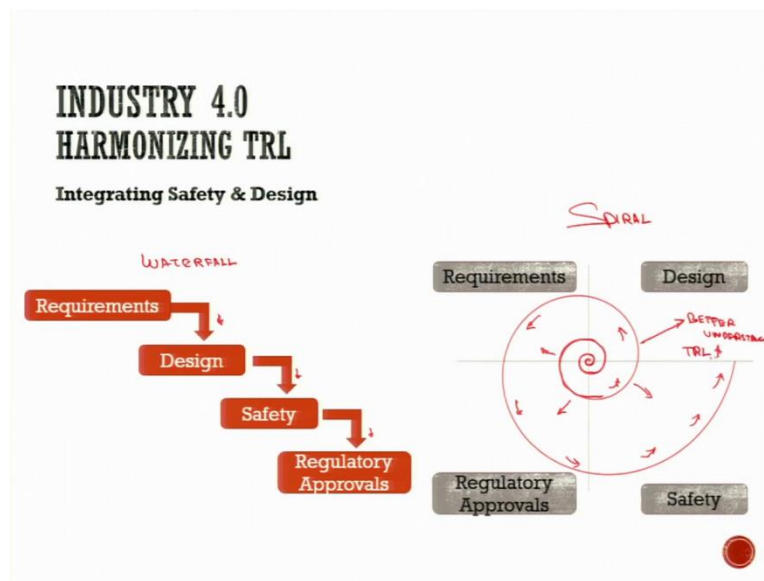 INDUSTRY 4.0
HARMONIZING TRL
Integrating Safety & Design
WATERFALL
Requirements
Design
Safety
Regulatory
Approvals
SPIRAL
Requirements
Design
BETTER
TRL
Regulatory
Approvals
Safety